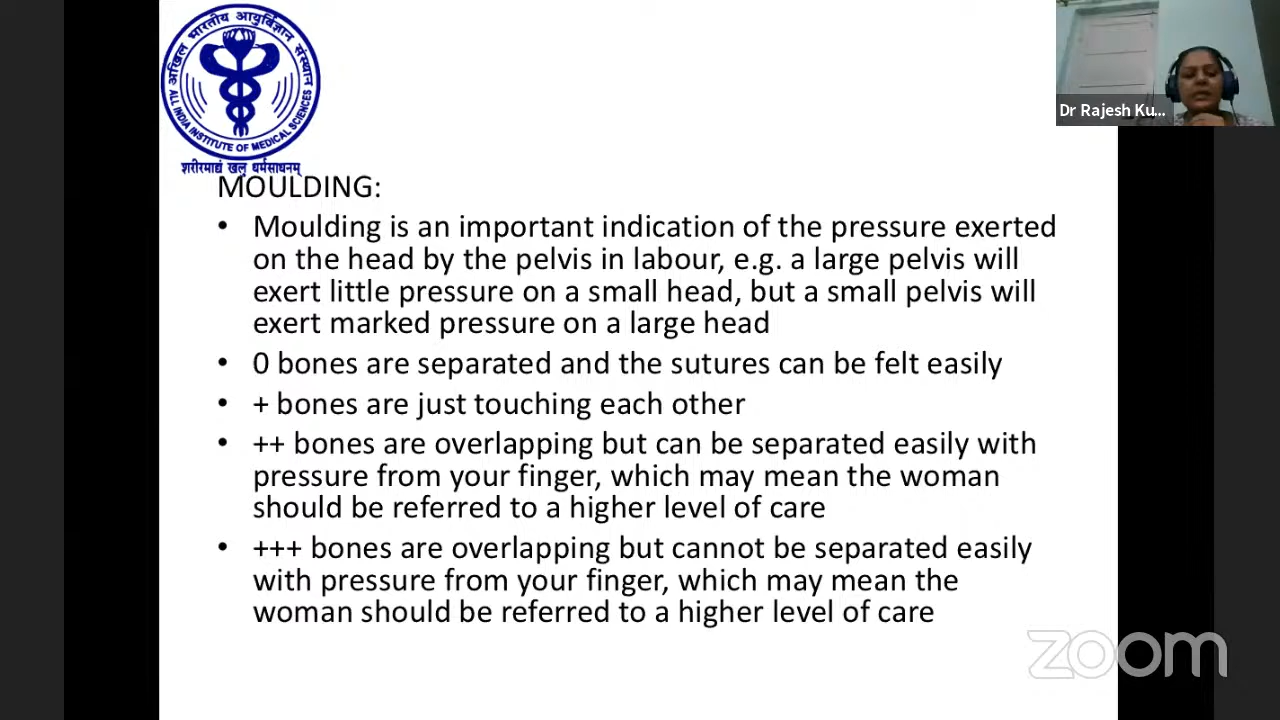 अखिल भारतीय आयुर्विज्ञान संस्थान
ALL INDIA INSTITUTE OF MEDICAL SCIENCES
शरीरमाद्यं खलु धर्मसाधनम्
Dr Rajesh Ku...
MOULDING:
• Moulding is an important indication of the pressure exerted
on the head by the pelvis in labour, e.g. a large pelvis will
exert little pressure on a small head, but a small pelvis will
exert marked pressure on a large head
• 0 bones are separated and the sutures can be felt easily
• + bones are just touching each other
• ++ bones are overlapping but can be separated easily with
pressure from your finger, which may mean the woman
should be referred to a higher level of care
• +++ bones are overlapping but cannot be separated easily
with pressure from your finger, which may mean the
woman should be referred to a higher level of care
zoom